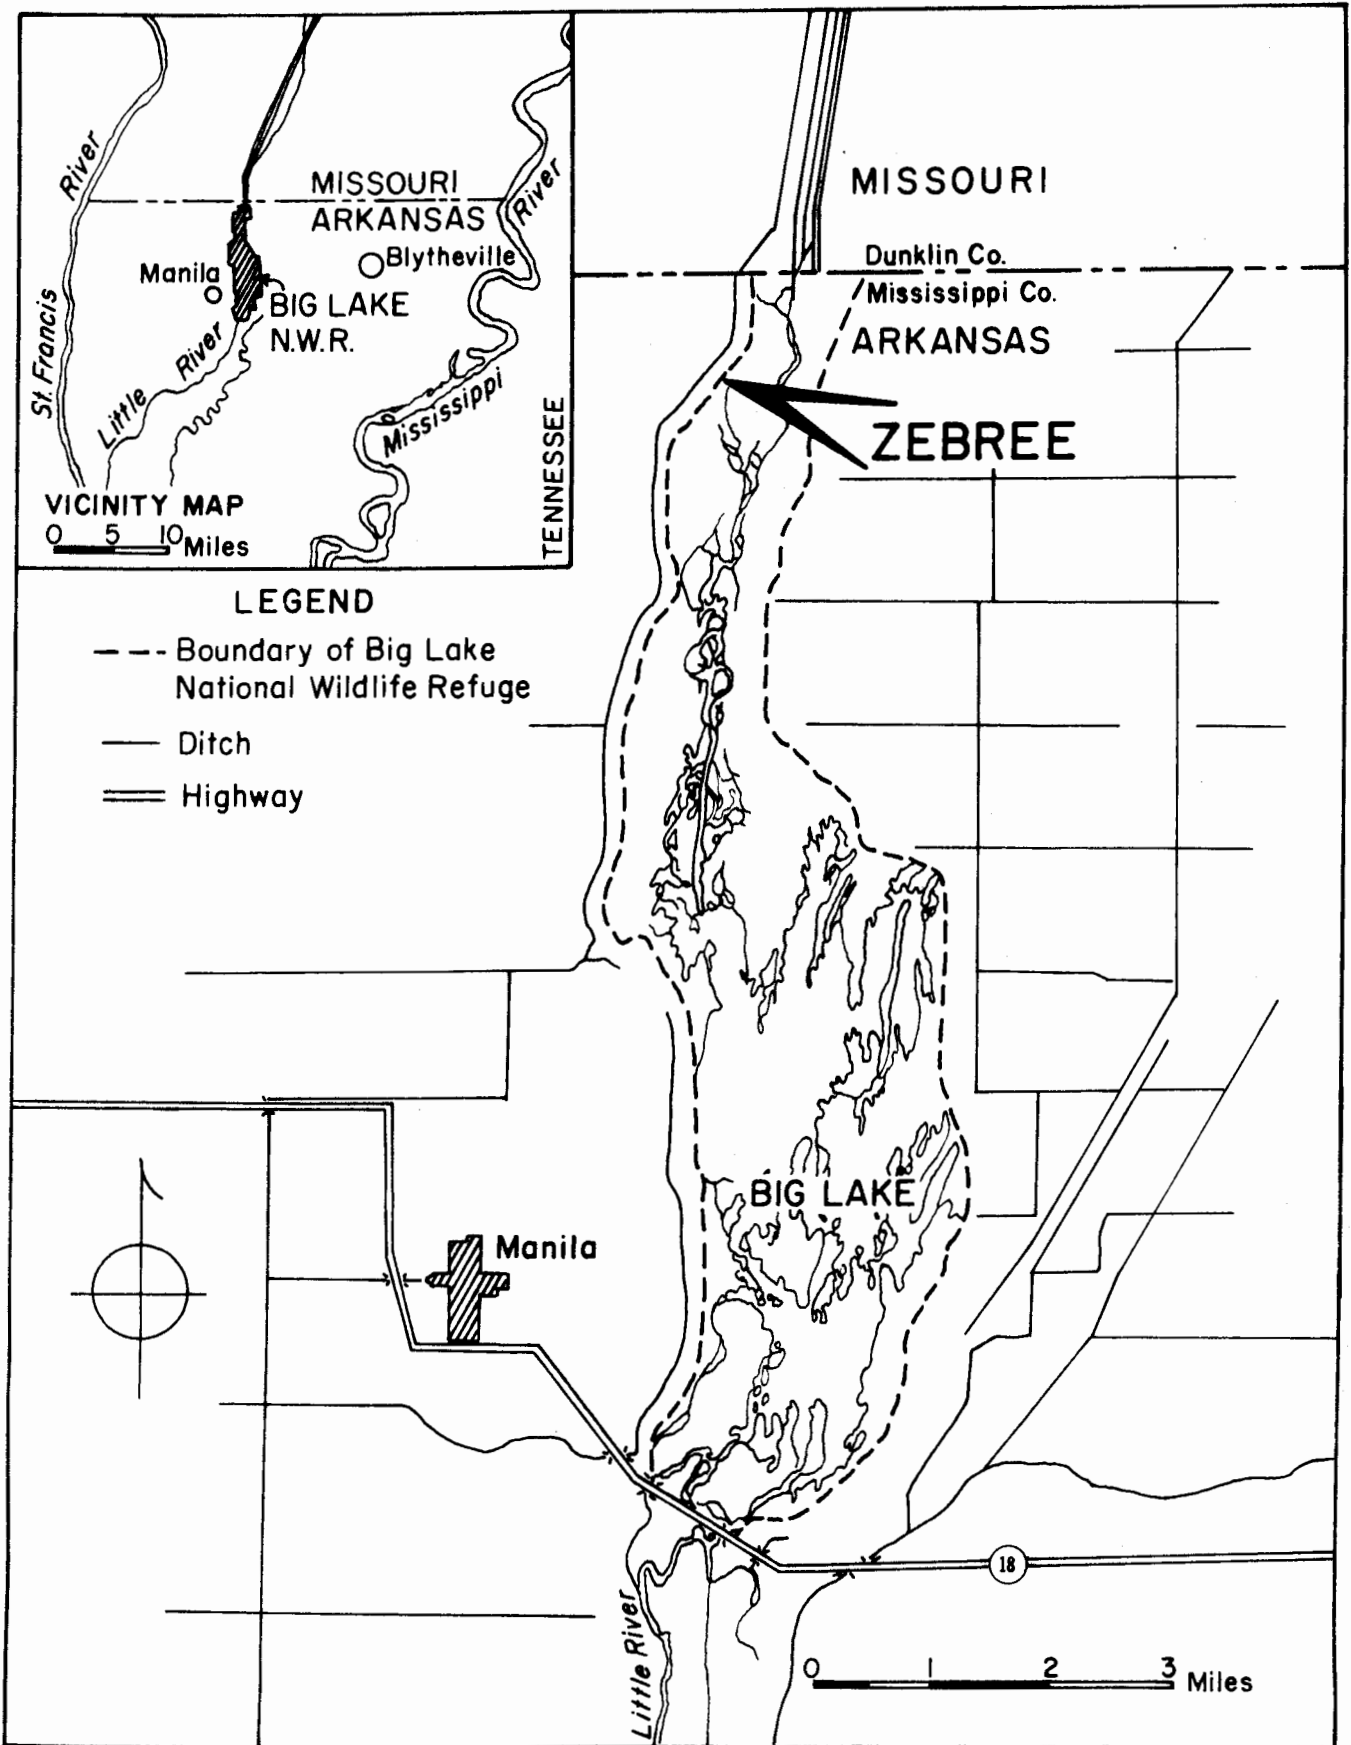 River
MISSOURI
ARKANSAS
River
Blytheville
Manila
BIG LAKE
N.W.R.
St. Francis
Little River
Mississippi
TENNESSEE
VICINITY MAP
0 5 10 Miles
MISSOURI
Dunklin Co.
Mississippi Co.
ARKANSAS
ZEBREE
LEGEND
Boundary of Big Lake
National Wildlife Refuge
Ditch
Highway
BIG LAKE
Manila
18
Little River
0 1 2 3 Miles